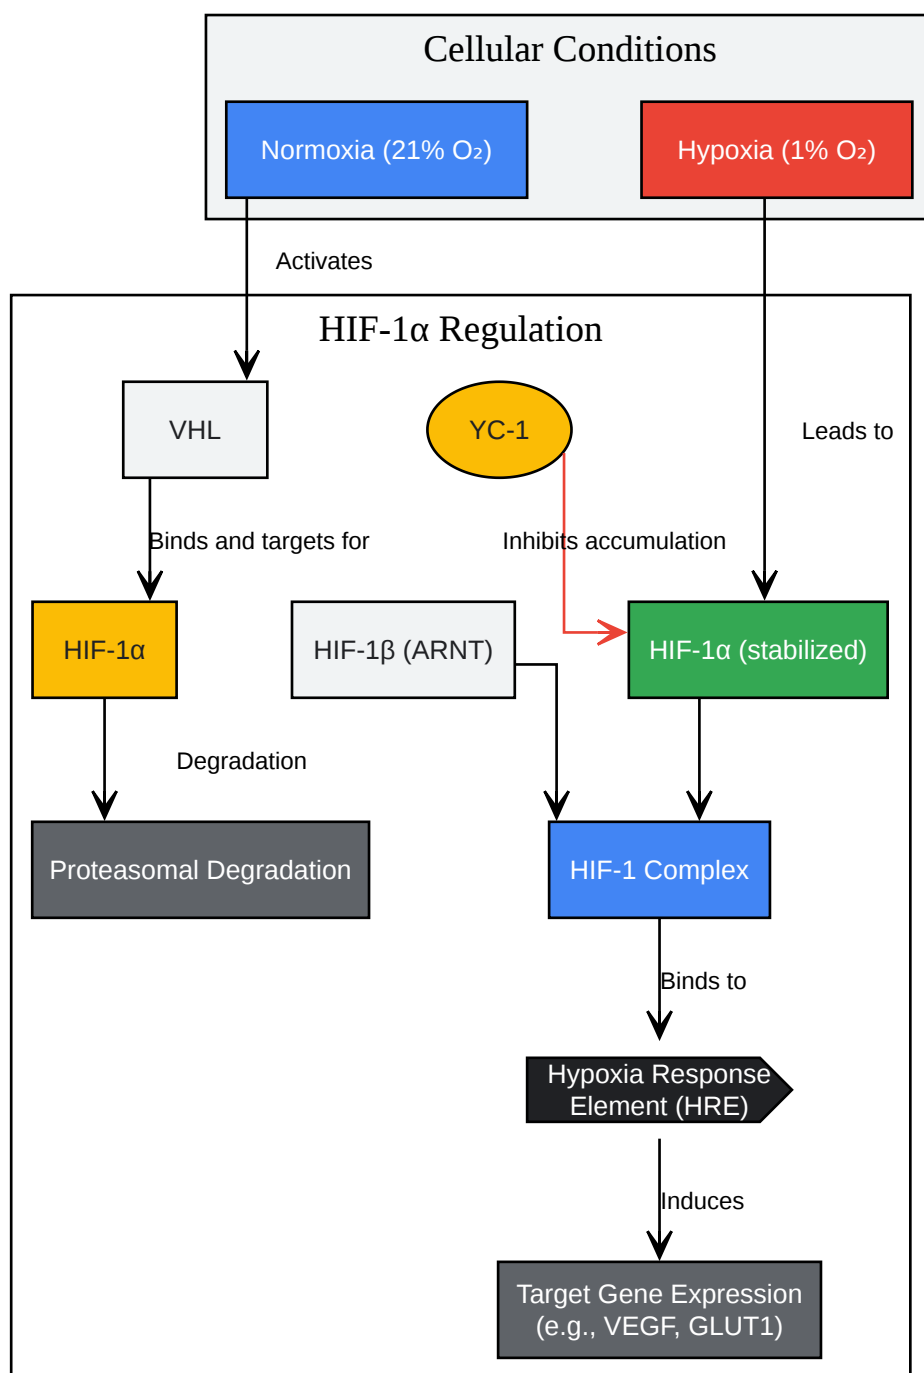 Cellular Conditions
Normoxia (21% O₂)
Hypoxia (1% O₂)
Activates
HIF-1α Regulation
VHL
YC-1
Leads to
Binds and targets for
Inhibits accumulation
HIF-1α
HIF-1β (ARNT)
HIF-1α (stabilized)
Degradation
Proteasomal Degradation
HIF-1 Complex
Binds to
Hypoxia Response
Element (HRE)
Induces
Target Gene Expression
(e.g., VEGF, GLUT1)